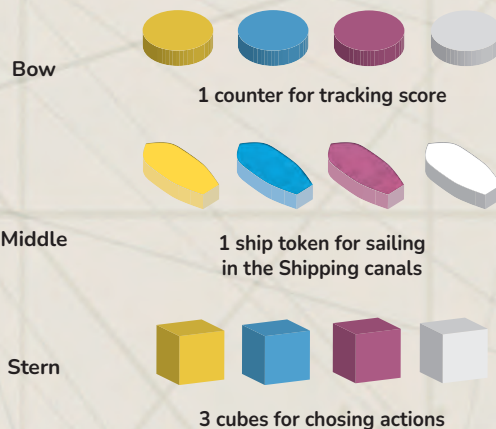 Bow
1 counter for tracking score
Middle
1 ship token for sailing
in the Shipping canals
Stern
3 cubes for chosing actions